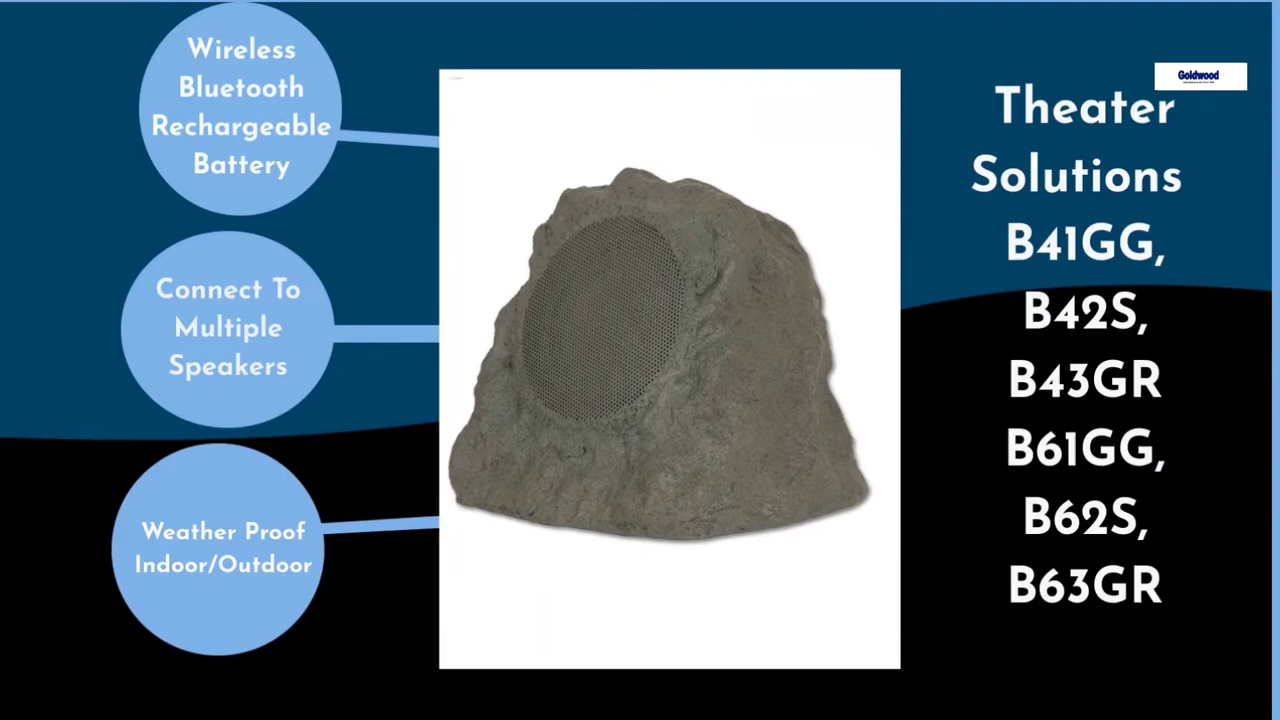 Wireless
Bluetooth
Rechargeable
Battery
Connect To
Multiple
Speakers
Weather Proof
Indoor/Outdoor
Goldwood
Theater
Solutions
B41GG,
B42S,
B43GR
B61GG,
B62S,
B63GR